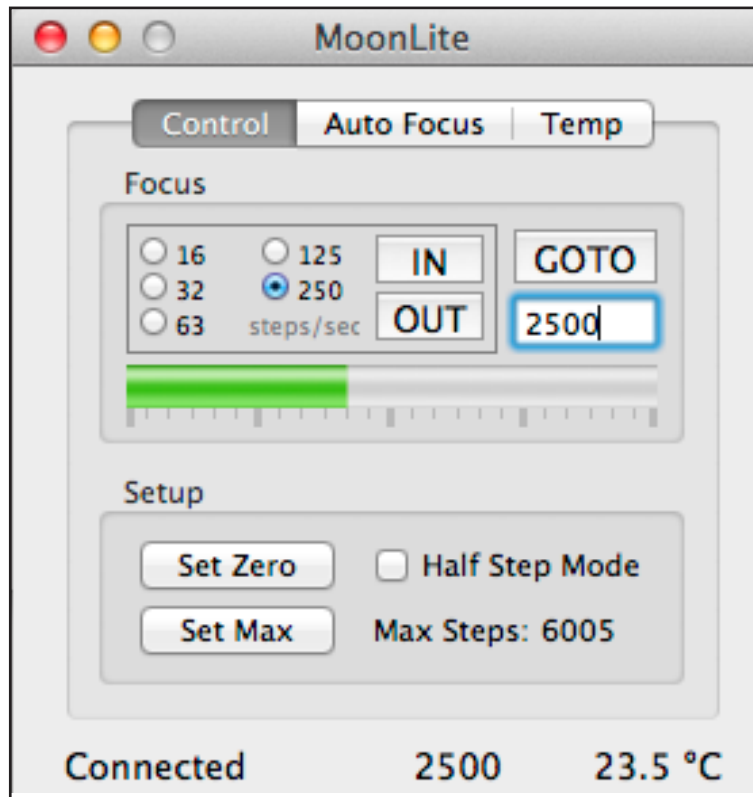 MoonLite
Control Auto Focus Temp
Focus
16 125 IN GOTO
32 250 OUT 2500
63 steps/sec
Setup
Set Zero Half Step Mode
Set Max Max Steps: 6005
Connected 2500 23.5 °C